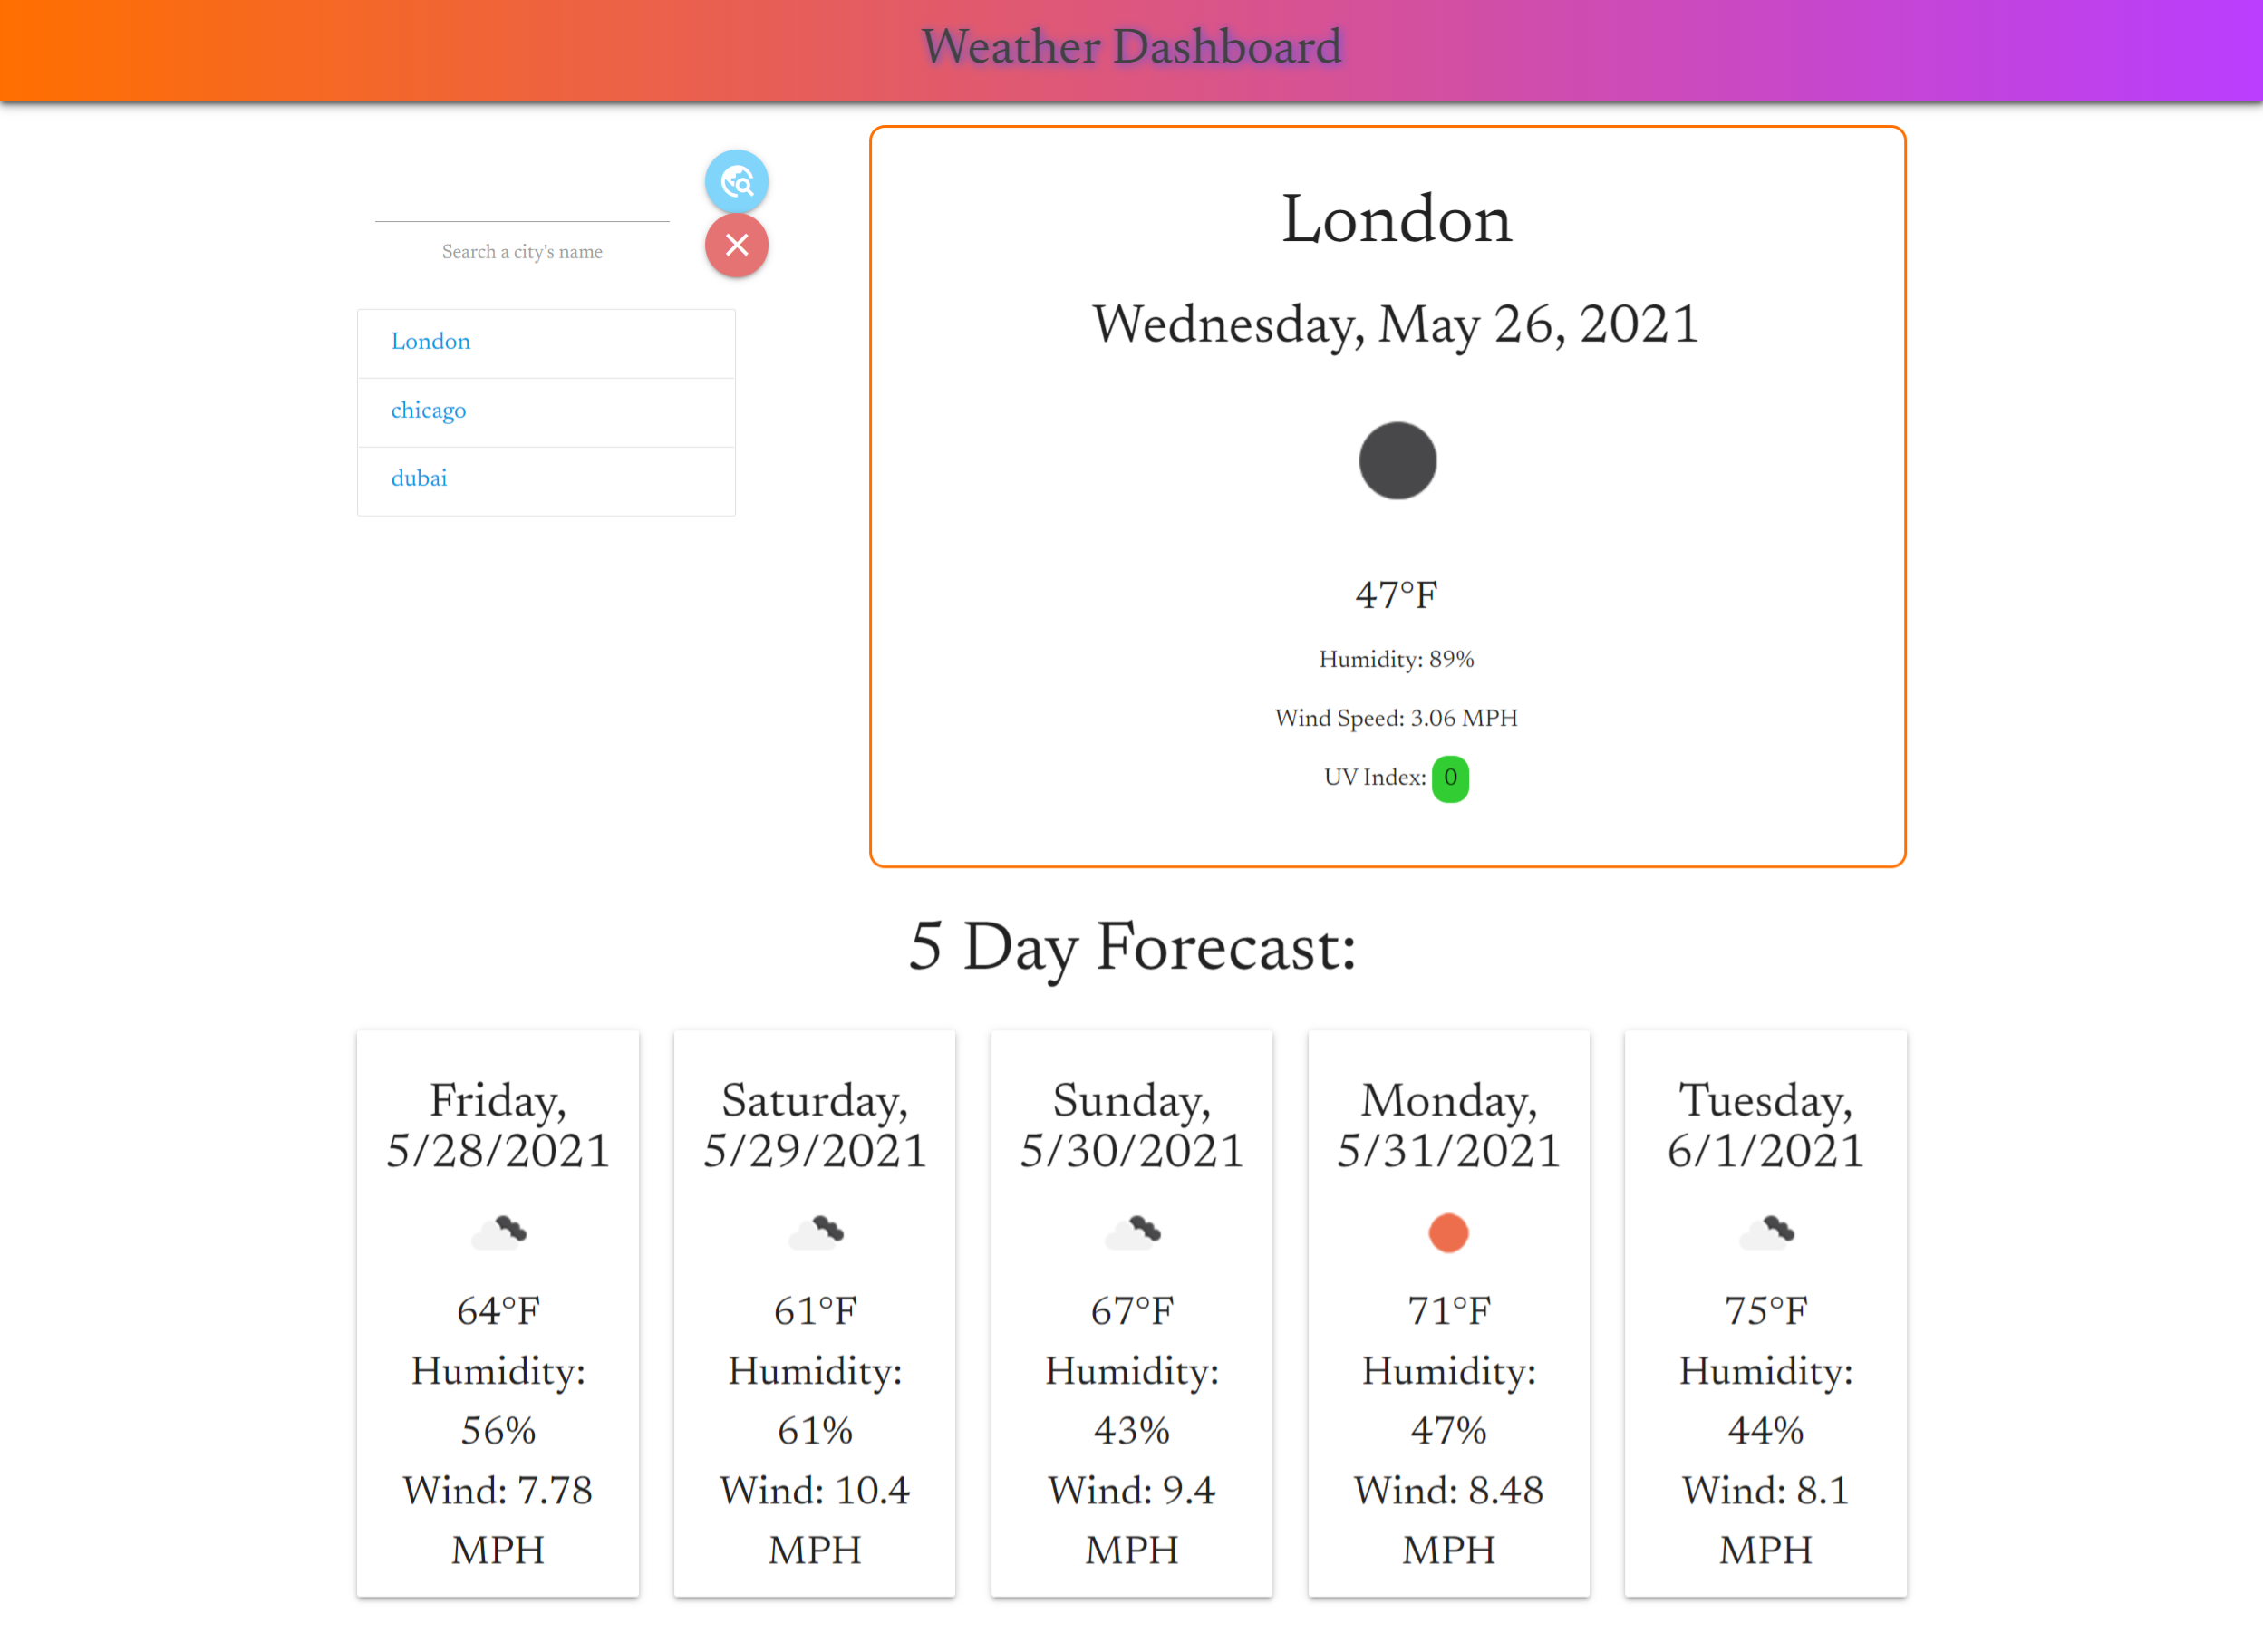 Weather Dashboard
Search a city's name
London
chicago
dubai
London
Wednesday, May 26, 2021
47°F
Humidity: 89%
Wind Speed: 3.06 MPH
UV Index: 0
5 Day Forecast:
Friday,
5/28/2021
64°F
Humidity:
56%
Wind: 7.78
MPH
Saturday,
5/29/2021
61°F
Humidity:
61%
Wind: 10.4
MPH
Sunday,
5/30/2021
67°F
Humidity:
43%
Wind: 9.4
MPH
Monday,
5/31/2021
71°F
Humidity:
47%
Wind: 8.48
MPH
Tuesday,
6/1/2021
75°F
Humidity:
44%
Wind: 8.1
MPH